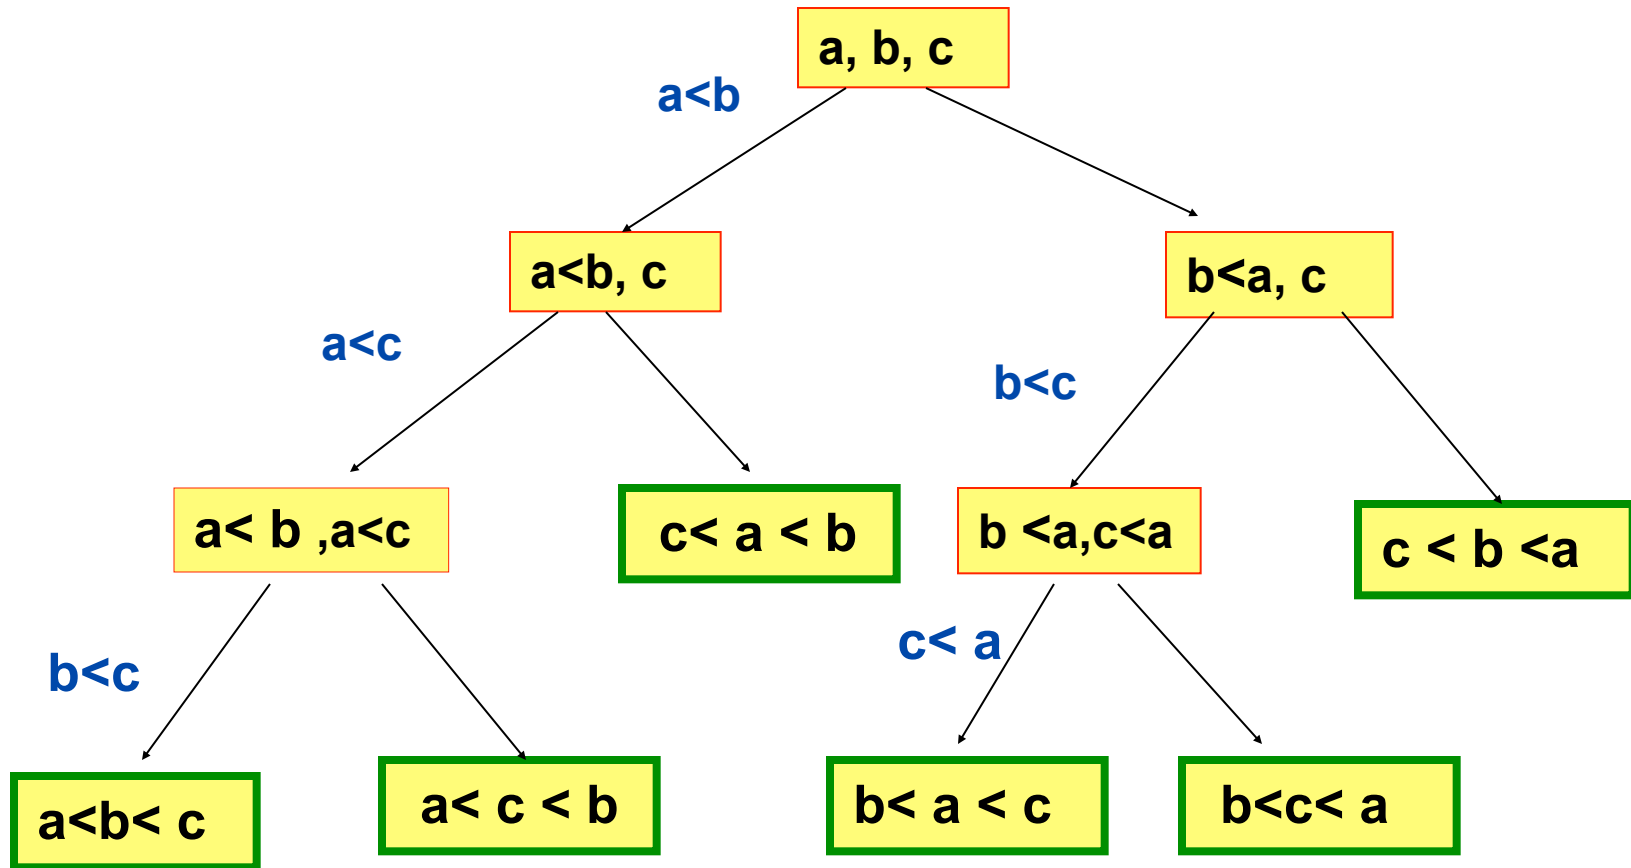 a, b, c
a<b
a<b, c
b<a, c
a<c
b<c
a< b ,a<c
c< a < b
b <a,c<a
c < b <a
b<c
c< a
a<b< c
a< c < b
b< a < c
b<c< a